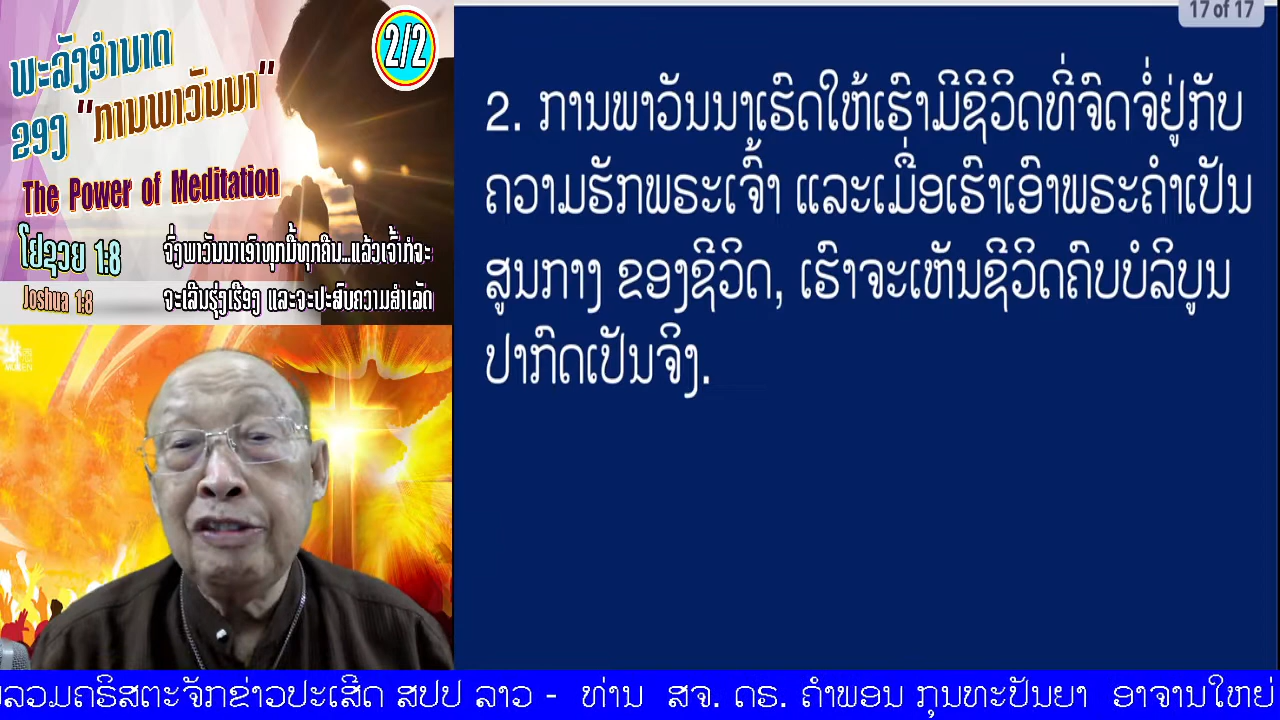 ພະລັງອຳນາດ
ຂອງ "ການພາວັນນາ"
2/2
The Power of Meditation
ໂຢຊວຍ 1:8
ຈົ່ງພາວັນນາເອົາທຸກມື້ທຸກຄືນ...ແລ້ວເຈົ້າກໍຈະ
Joshua 1:8
ຈະເລີນຮຸ່ງເຮືອງ ແລະຈະປະສົບຄວາມສຳເລັດ
17 of 17
2. ການພາວັນນາເຮົດໃຫ້ເຮົາມີຊີວິດທີ່ຈົດຈໍ່ຢູ່ກັບ
ຄວາມຮັກພຣະເຈົ້າ ແລະເມື່ອເຮົາເອົາພຣະຄຳເປັນ
ສູນກາງ ຂອງຊີວິດ, ເຮົາຈະເຫັນຊີວິດຄົບບໍລິບູນ
ປາກົດເປັນຈິງ.
ລວມຄຣິສຕະຈັກຂ່າວປະເສີດ ສປປ ລາວ - ທ່ານ ສຈ. ດຣ. ຄຳພອນ ກຸນທະປັນຍາ ອາຈານໃຫຍ່